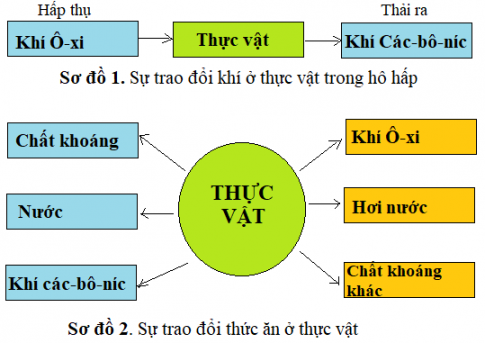 Hấp thụ Thải ra
Khí Ô-xi Thực vật Khí Các-bô-níc
Sơ đồ 1. Sự trao đổi khí ở thực vật trong hô hấp
Chất khoáng Khí Ô-xi
THỰC
VẬT
Nước Hơi nước
Khí các-bô-níc Chất khoáng
khác
Sơ đồ 2. Sự trao đổi thức ăn ở thực vật